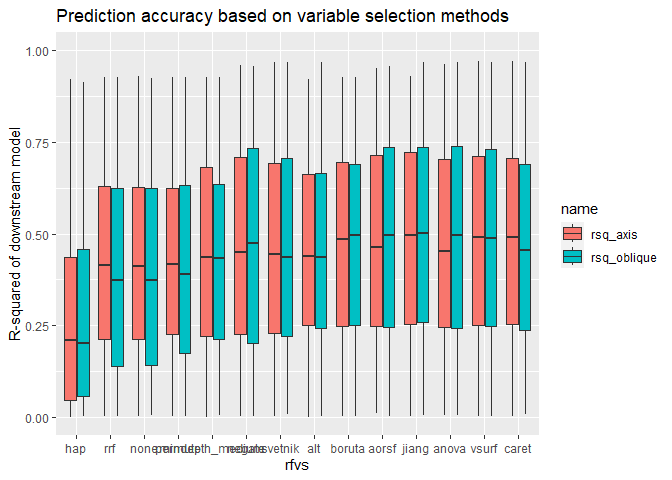 Prediction accuracy based on variable selection methods
R-squared of downstream model
1.00
0.75
0.50
0.25
0.00
hap rrf none alt boruta aorsf jiang anova vsurf caret
rfvs
name
rsq_axis
rsq_oblique